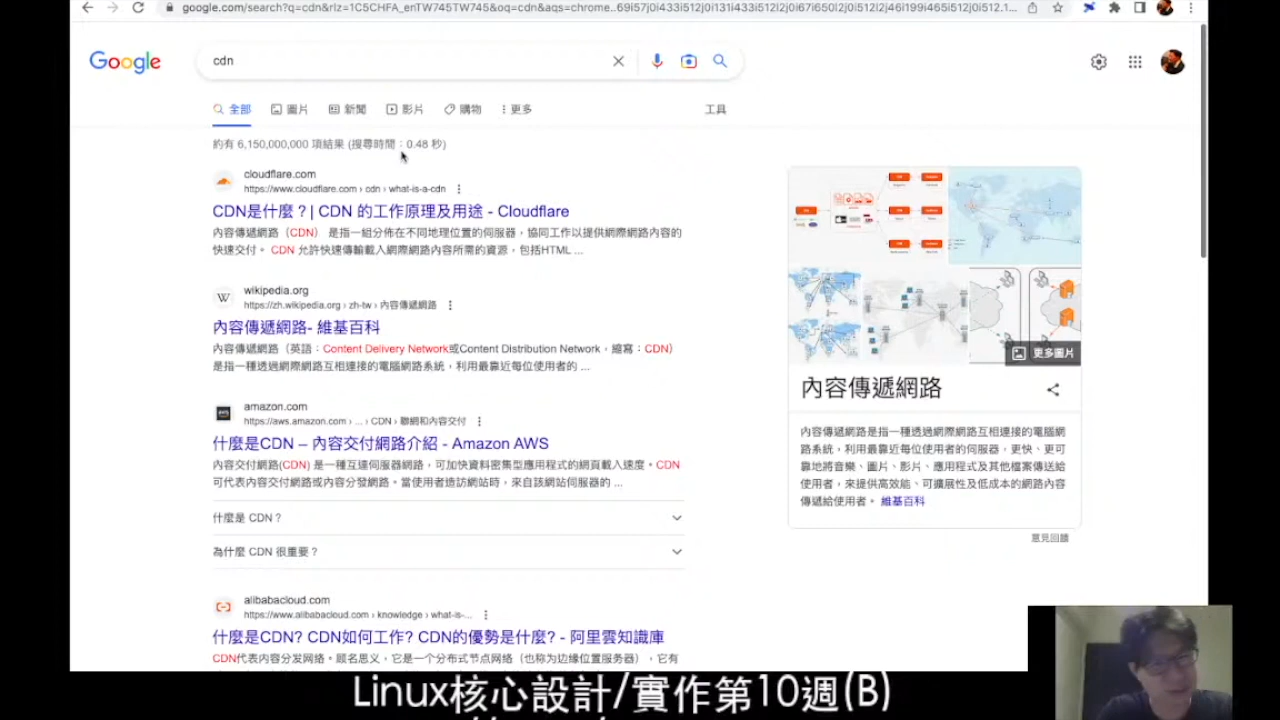 google.com/search?q=cdn&rlz=1C5CHFA_enTW745TW745&oq=cdn&aqs=chrome..69i57j0i433i512j0i131i433i512j0i67i650l2j0i512l2j46i199i465i512j0i512.1...
Google
cdn
全部 圖片 新聞 影片 購物 更多 工具
約有 6,150,000,000 項結果 (搜尋時間：0.48 秒)
cloudflare.com
https://www.cloudflare.com › cdn › what-is-a-cdn
CDN是什麼？| CDN 的工作原理及用途 - Cloudflare
內容傳遞網路（CDN） 是指一組分佈在不同地理位置的伺服器，協同工作以提供網際網路內容的
快速交付。 CDN 允許快速傳輸載入網際網路內容所需的資源，包括HTML ...
wikipedia.org
https://zh.wikipedia.org › zh-tw › 內容傳遞網路
內容傳遞網路- 維基百科
內容傳遞網路（英語：Content Delivery Network或Content Distribution Network，縮寫：CDN）
是指一種透過網際網路互相連接的電腦網路系統，利用最靠近每位使用者的 ...
amazon.com
https://aws.amazon.com › ... › CDN › 聯網和內容交付
什麼是CDN – 內容交付網路介紹 - Amazon AWS
內容交付網路(CDN) 是一種互連伺服器網路，可加快資料密集型應用程式的網頁載入速度。CDN
可代表內容交付網路或內容分發網路。當使用者造訪網站時，來自該網站伺服器的 ...
什麼是 CDN？
為什麼 CDN 很重要？
alibabacloud.com
https://www.alibabacloud.com › knowledge › what-is-...
什麼是CDN? CDN如何工作? CDN的優勢是什麼? - 阿里雲知識庫
CDN代表内容分发网络。顾名思义，它是一个分布式节点网络（也称为边缘位置服务器），它有
更多圖片
內容傳遞網路
內容傳遞網路是指一種透過網際網路互相連接的電腦網
路系統，利用最靠近每位使用者的伺服器，更快、更可
靠地將音樂、圖片、影片、應用程式及其他檔案傳送給
使用者，來提供高效能、可擴展性及低成本的網路內容
傳遞給使用者。 維基百科
意見回饋
Linux核心設計/實作第10週(B)